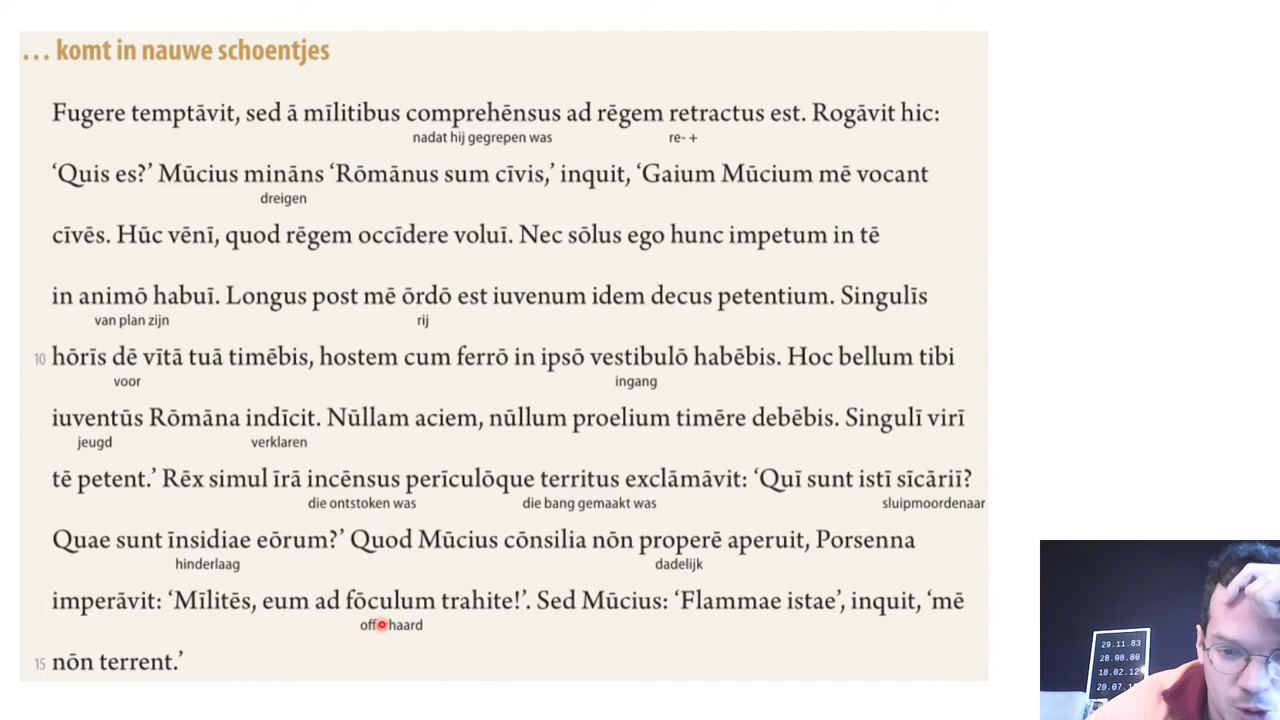 … komt in nauwe schoentjes
Fugere temptāvit, sed ā mīlitibus comprehēnsus ad rēgem retractus est. Rogāvit hic:
nadat hij gegrepen was re- +
‘Quis es?’ Mūcius mināns ‘Rōmānus sum cīvis,’ inquit, ‘Gaium Mūcium mē vocant
dreigen
cīvēs. Hūc vēnī, quod rēgem occīdere voluī. Nec sōlus ego hunc impetum in tē
in animō habuī. Longus post mē ōrdō est iuvenum idem decus petentium. Singulīs
van plan zijn rij
10 hōrīs dē vītā tuā timēbis, hostem cum ferrō in ipsō vestibulō habēbis. Hoc bellum tibi
voor ingang
iuventūs Rōmāna indīcit. Nūllam aciem, nūllum proelium timēre debēbis. Singulī virī
jeugd verklaren
tē petent.’ Rēx simul īrā incēnsus perīculōque territus exclāmāvit: ‘Quī sunt istī sīcāriī?
die ontstoken was die bang gemaakt was sluipmoordenaar
Quae sunt īnsidiae eōrum?’ Quod Mūcius cōnsilia nōn properē aperuit, Porsenna
hinderlaag dadelijk
imperāvit: ‘Mīlitēs, eum ad fōculum trahite!’. Sed Mūcius: ‘Flammae istae’, inquit, ‘mē
haard
15 nōn terrent.’
29.11.83
28.08.80
18.02.12